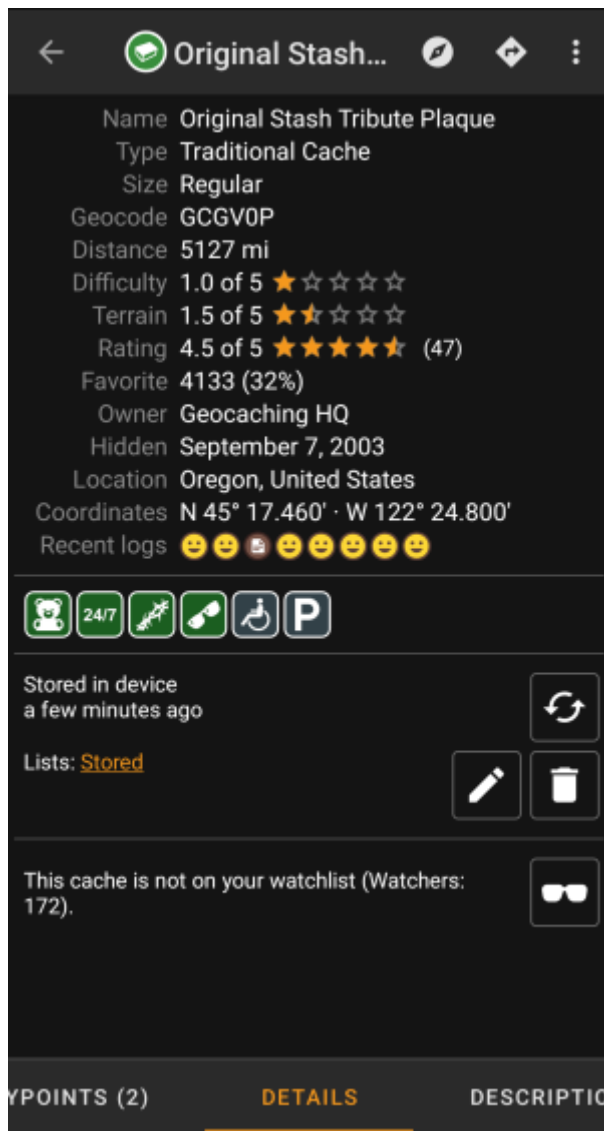 Original Stash...
Name Original Stash Tribute Plaque
Type Traditional Cache
Size Regular
Geocode GCGV0P
Distance 5127 mi
Difficulty 1.0 of 5
Terrain 1.5 of 5
Rating 4.5 of 5 (47)
Favorite 4133 (32%)
Owner Geocaching HQ
Hidden September 7, 2003
Location Oregon, United States
Coordinates N 45° 17.460' · W 122° 24.800'
Recent logs
24/7 P
Stored in device
a few minutes ago
Lists: Stored
This cache is not on your watchlist (Watchers:
172).
YPOINTS (2) DETAILS DESCRIPTIO